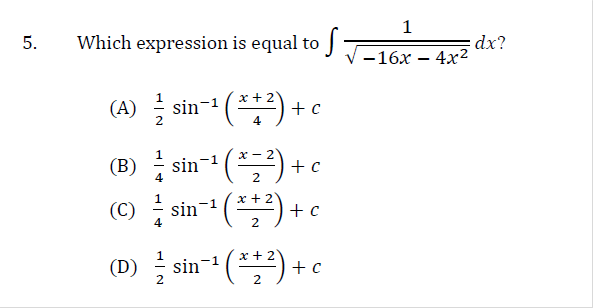 5. Which expression is equal to ∫ 1/√(−16x − 4x²) dx?
(A) 1/2 sin⁻¹ ((x + 2)/4) + c
(B) 1/4 sin⁻¹ ((x − 2)/2) + c
(C) 1/4 sin⁻¹ ((x + 2)/2) + c
(D) 1/2 sin⁻¹ ((x + 2)/2) + c